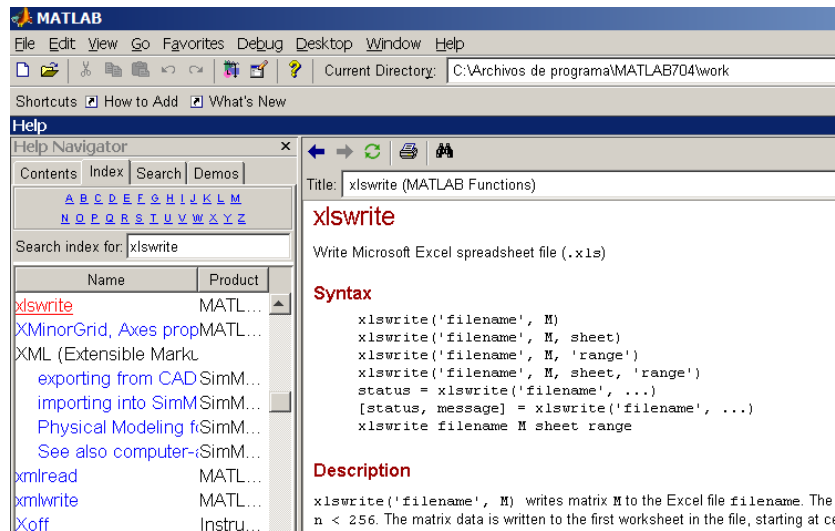 MATLAB
File Edit View Go Favorites Debug Desktop Window Help
Current Directory: C:\Archivos de programa\MATLAB704\work
Shortcuts How to Add What's New
Help
Help Navigator x
Contents Index Search Demos
A B C D E F G H I J K L M
N O P Q R S T U V W X Y Z
Search index for: xlswrite
Name Product
xlswrite MATL...
XMinorGrid, Axes prop MATL...
XML (Extensible Marku
exporting from CAD SimM...
importing into SimM SimM...
Physical Modeling f SimM...
See also computer- SimM...
xmlread MATL...
xmlwrite MATL...
Xoff Instru...
Title: xlswrite (MATLAB Functions)
xlswrite
Write Microsoft Excel spreadsheet file (.xls)
Syntax
xlswrite('filename', M)
xlswrite('filename', M, sheet)
xlswrite('filename', M, 'range')
xlswrite('filename', M, sheet, 'range')
status = xlswrite('filename', ...)
[status, message] = xlswrite('filename', ...)
xlswrite filename M sheet range
Description
xlswrite('filename', M) writes matrix M to the Excel file filename. The
n < 256. The matrix data is written to the first worksheet in the file, starting at ce